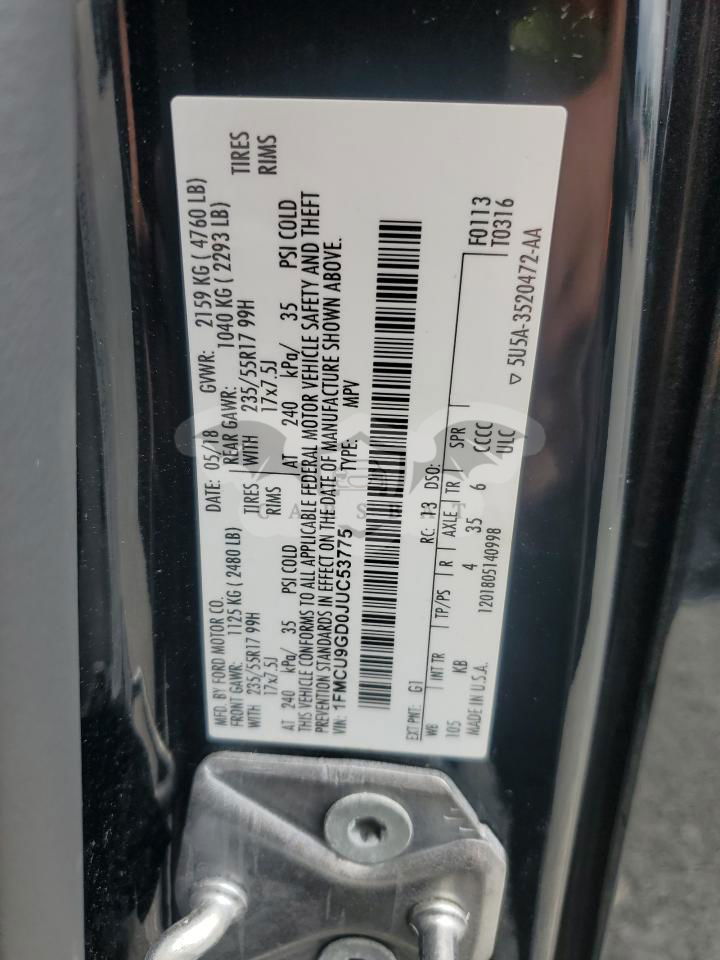 MFD. BY FORD MOTOR CO.
DATE: 05/18 GVWR: 2159 KG ( 4760 LB)
FRONT GAWR: 1125 KG ( 2480 LB) REAR GAWR: 1040 KG ( 2293 LB)
WITH 235/55R17 99H TIRES WITH 235/55R17 99H TIRES
17x7.5J RIMS 17x7.5J RIMS
AT 240 kPa/ 35 PSI COLD AT 240 kPa/ 35 PSI COLD
THIS VEHICLE CONFORMS TO ALL APPLICABLE FEDERAL MOTOR VEHICLE SAFETY AND THEFT
PREVENTION STANDARDS IN EFFECT ON THE DATE OF MANUFACTURE SHOWN ABOVE.
VIN: 1FMCU9GD0JUC53775 TYPE: MPV
EXT PNT: G1 RC: 13 DSO: F0113
WB INT TR TP/PS R AXLE TR SPR T0316
105 KB 4 35 6 CCCC
MADE IN U.S.A. 1201805140998 ULC 5U5A-3520472-AA